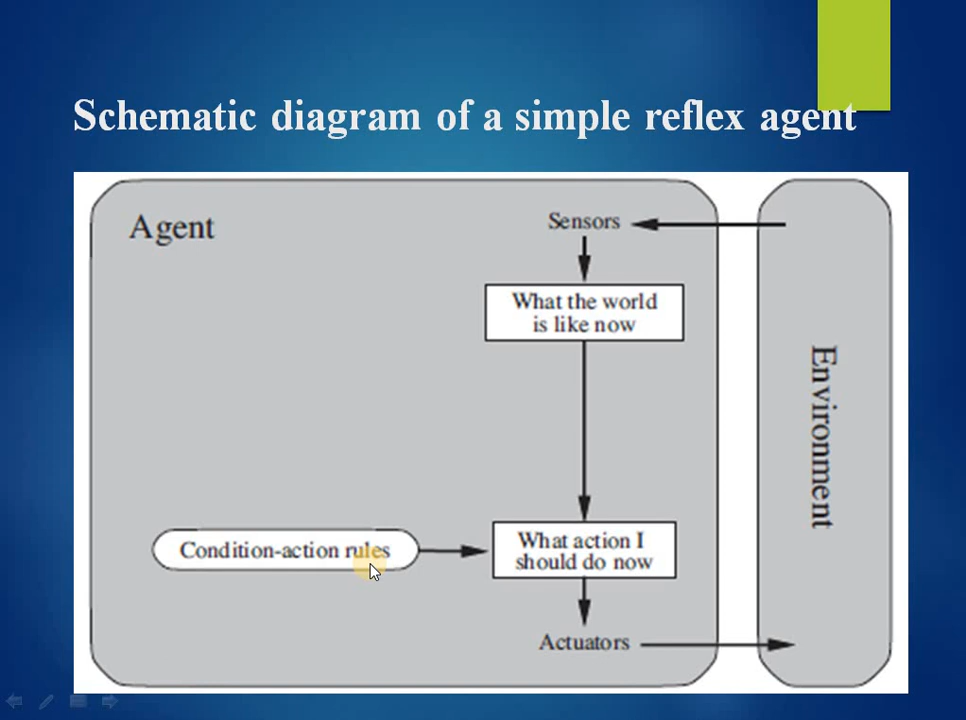 Schematic diagram of a simple reflex agent
Agent
Sensors
What the world
is like now
Environment
Condition-action rules
What action I
should do now
Actuators